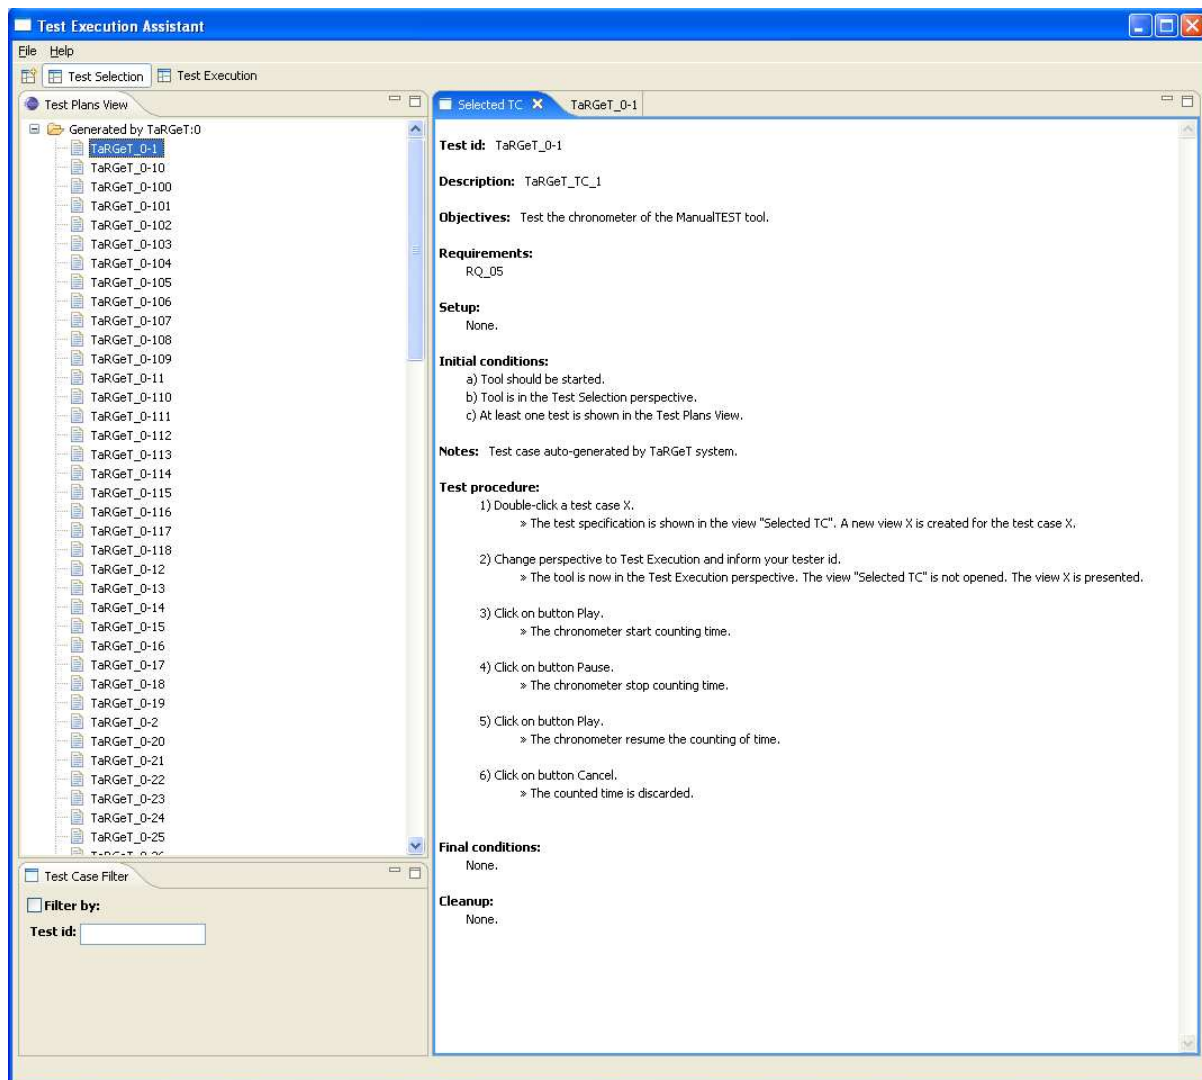 Test Execution Assistant
File Help
Test Selection Test Execution
Test Plans View
Generated by TaRGeT:0
TaRGeT_0-1
TaRGeT_0-10
TaRGeT_0-100
TaRGeT_0-101
TaRGeT_0-102
TaRGeT_0-103
TaRGeT_0-104
TaRGeT_0-105
TaRGeT_0-106
TaRGeT_0-107
TaRGeT_0-108
TaRGeT_0-109
TaRGeT_0-11
TaRGeT_0-110
TaRGeT_0-111
TaRGeT_0-112
TaRGeT_0-113
TaRGeT_0-114
TaRGeT_0-115
TaRGeT_0-116
TaRGeT_0-117
TaRGeT_0-118
TaRGeT_0-12
TaRGeT_0-13
TaRGeT_0-14
TaRGeT_0-15
TaRGeT_0-16
TaRGeT_0-17
TaRGeT_0-18
TaRGeT_0-19
TaRGeT_0-2
TaRGeT_0-20
TaRGeT_0-21
TaRGeT_0-22
TaRGeT_0-23
TaRGeT_0-24
TaRGeT_0-25
Test Case Filter
Filter by:
Test id:
Selected TC TaRGeT_0-1
Test id: TaRGeT_0-1
Description: TaRGeT_TC_1
Objectives: Test the chronometer of the ManualTEST tool.
Requirements:
RQ_05
Setup:
None.
Initial conditions:
a) Tool should be started.
b) Tool is in the Test Selection perspective.
c) At least one test is shown in the Test Plans View.
Notes: Test case auto-generated by TaRGeT system.
Test procedure:
1) Double-click a test case X.
» The test specification is shown in the view "Selected TC". A new view X is created for the test case X.
2) Change perspective to Test Execution and inform your tester id.
» The tool is now in the Test Execution perspective. The view "Selected TC" is not opened. The view X is presented.
3) Click on button Play.
» The chronometer start counting time.
4) Click on button Pause.
» The chronometer stop counting time.
5) Click on button Play.
» The chronometer resume the counting of time.
6) Click on button Cancel.
» The counted time is discarded.
Final conditions:
None.
Cleanup:
None.